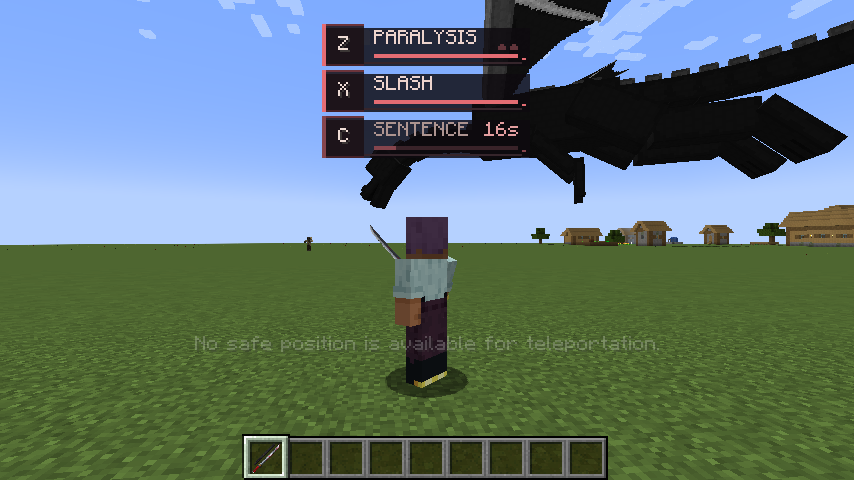 Z PARALYSIS
X SLASH
C SENTENCE 16s
No safe position is available for teleportation.